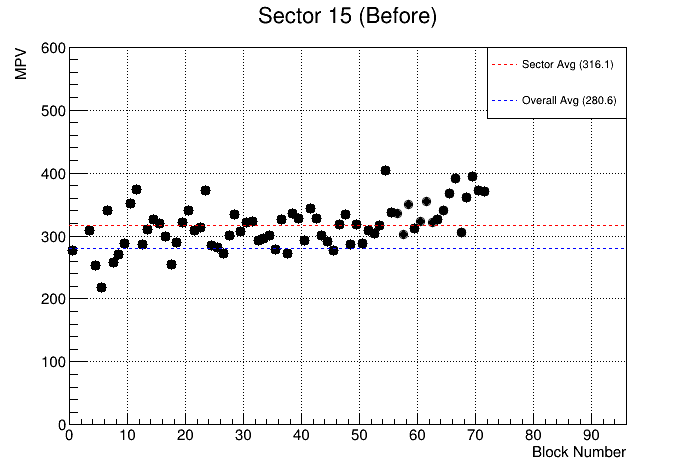 Sector 15 (Before)
MPV
600
500
400
300
200
100
0
Sector Avg (316.1)
Overall Avg (280.6)
0 10 20 30 40 50 60 70 80 90
Block Number